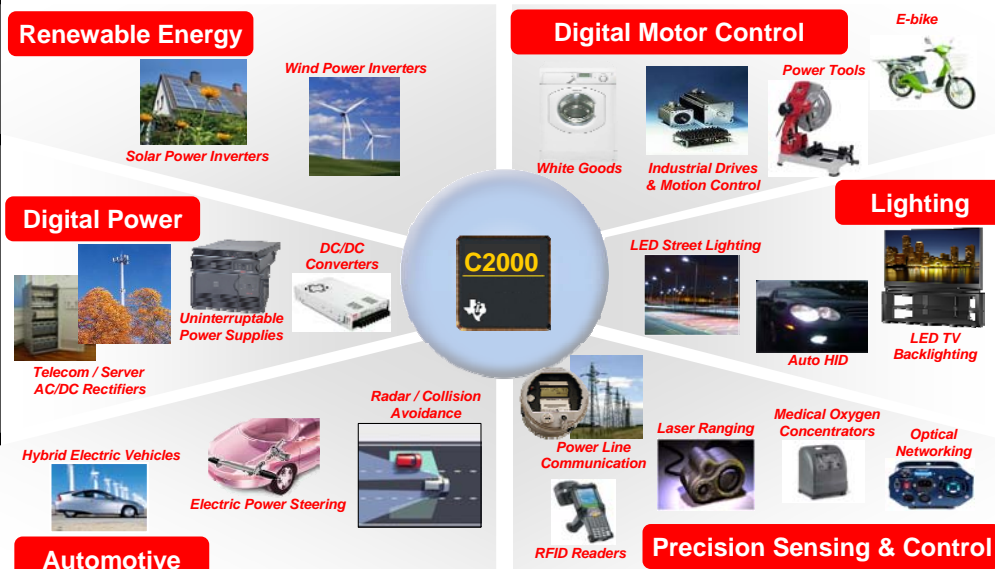 Renewable Energy
Wind Power Inverters
Solar Power Inverters
Digital Motor Control
E-bike
Power Tools
White Goods
Industrial Drives
& Motion Control
Digital Power
DC/DC
Converters
Uninterruptable
Power Supplies
Telecom / Server
AC/DC Rectifiers
C2000
Lighting
LED Street Lighting
Auto HID
LED TV
Backlighting
Radar / Collision
Avoidance
Hybrid Electric Vehicles
Electric Power Steering
Automotive
Power Line
Communication
Laser Ranging
Medical Oxygen
Concentrators
Optical
Networking
RFID Readers
Precision Sensing & Control